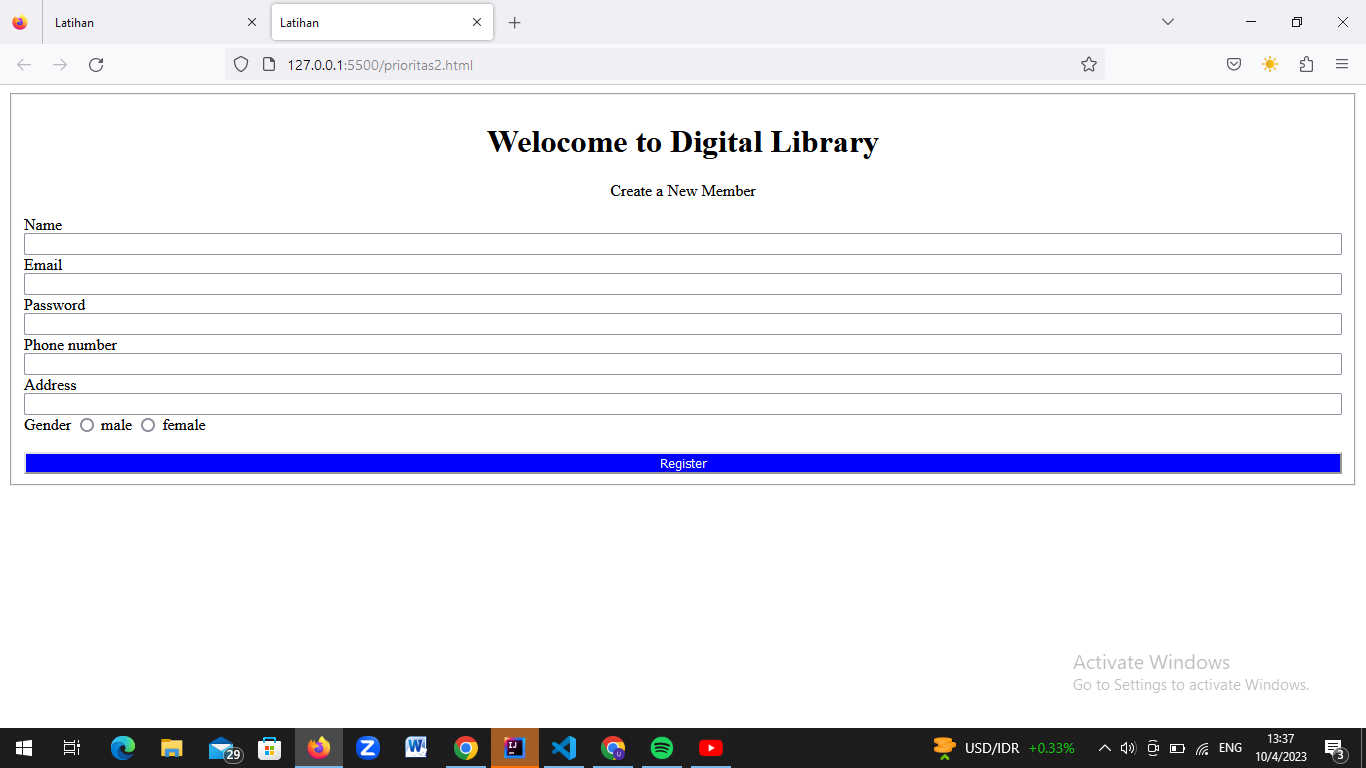 Latihan
Latihan
127.0.0.1:5500/prioritas2.html
Welocome to Digital Library
Create a New Member
Name
Email
Password
Phone number
Address
Gender male female
Register
Activate Windows
Go to Settings to activate Windows.
29
USD/IDR +0.33%
ENG
13:37
10/4/2023
3